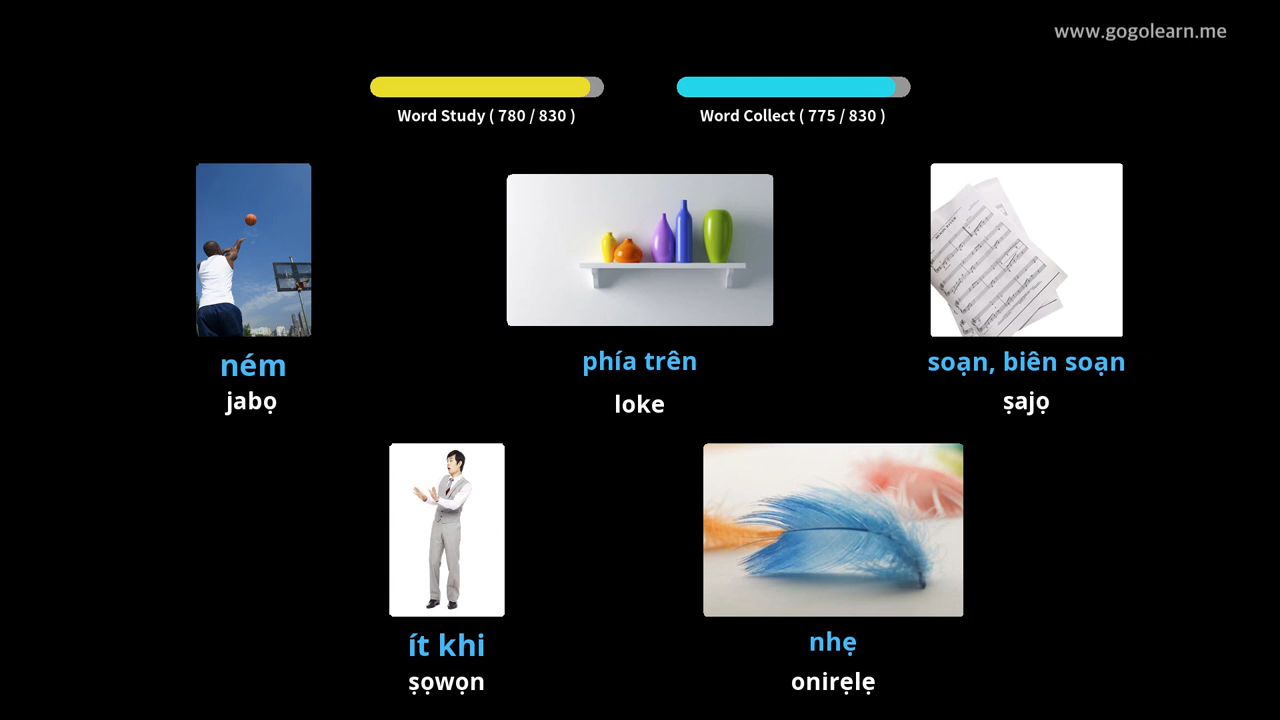 www.gogolearn.me
Word Study ( 780 / 830 )
Word Collect ( 775 / 830 )
ném
jabọ
phía trên
loke
soạn, biên soạn
ṣajọ
ít khi
ṣọwọn
nhẹ
onirẹlẹ